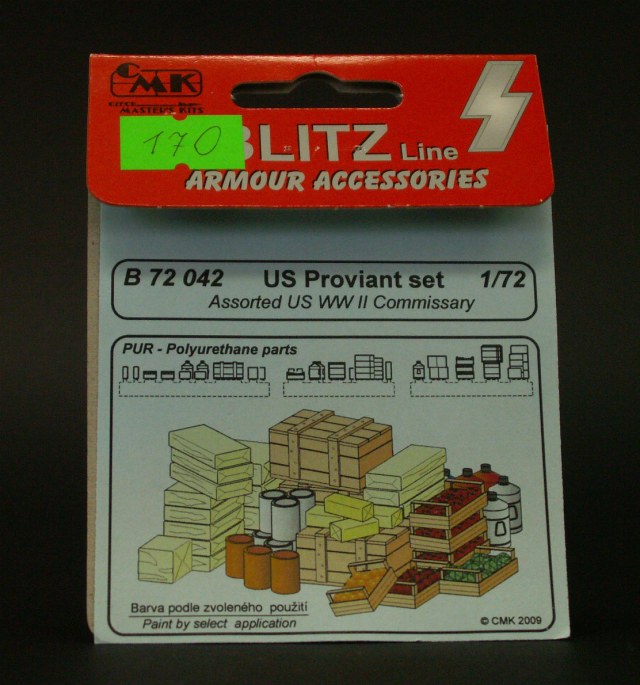 CMK
CZECH MASTER'S KITS
170
BLITZ Line
ARMOUR ACCESSORIES
B 72 042 US Proviant set 1/72
Assorted US WW II Commissary
PUR - Polyurethane parts
Barva podle zvoleného použití
Paint by select application
© CMK 2009